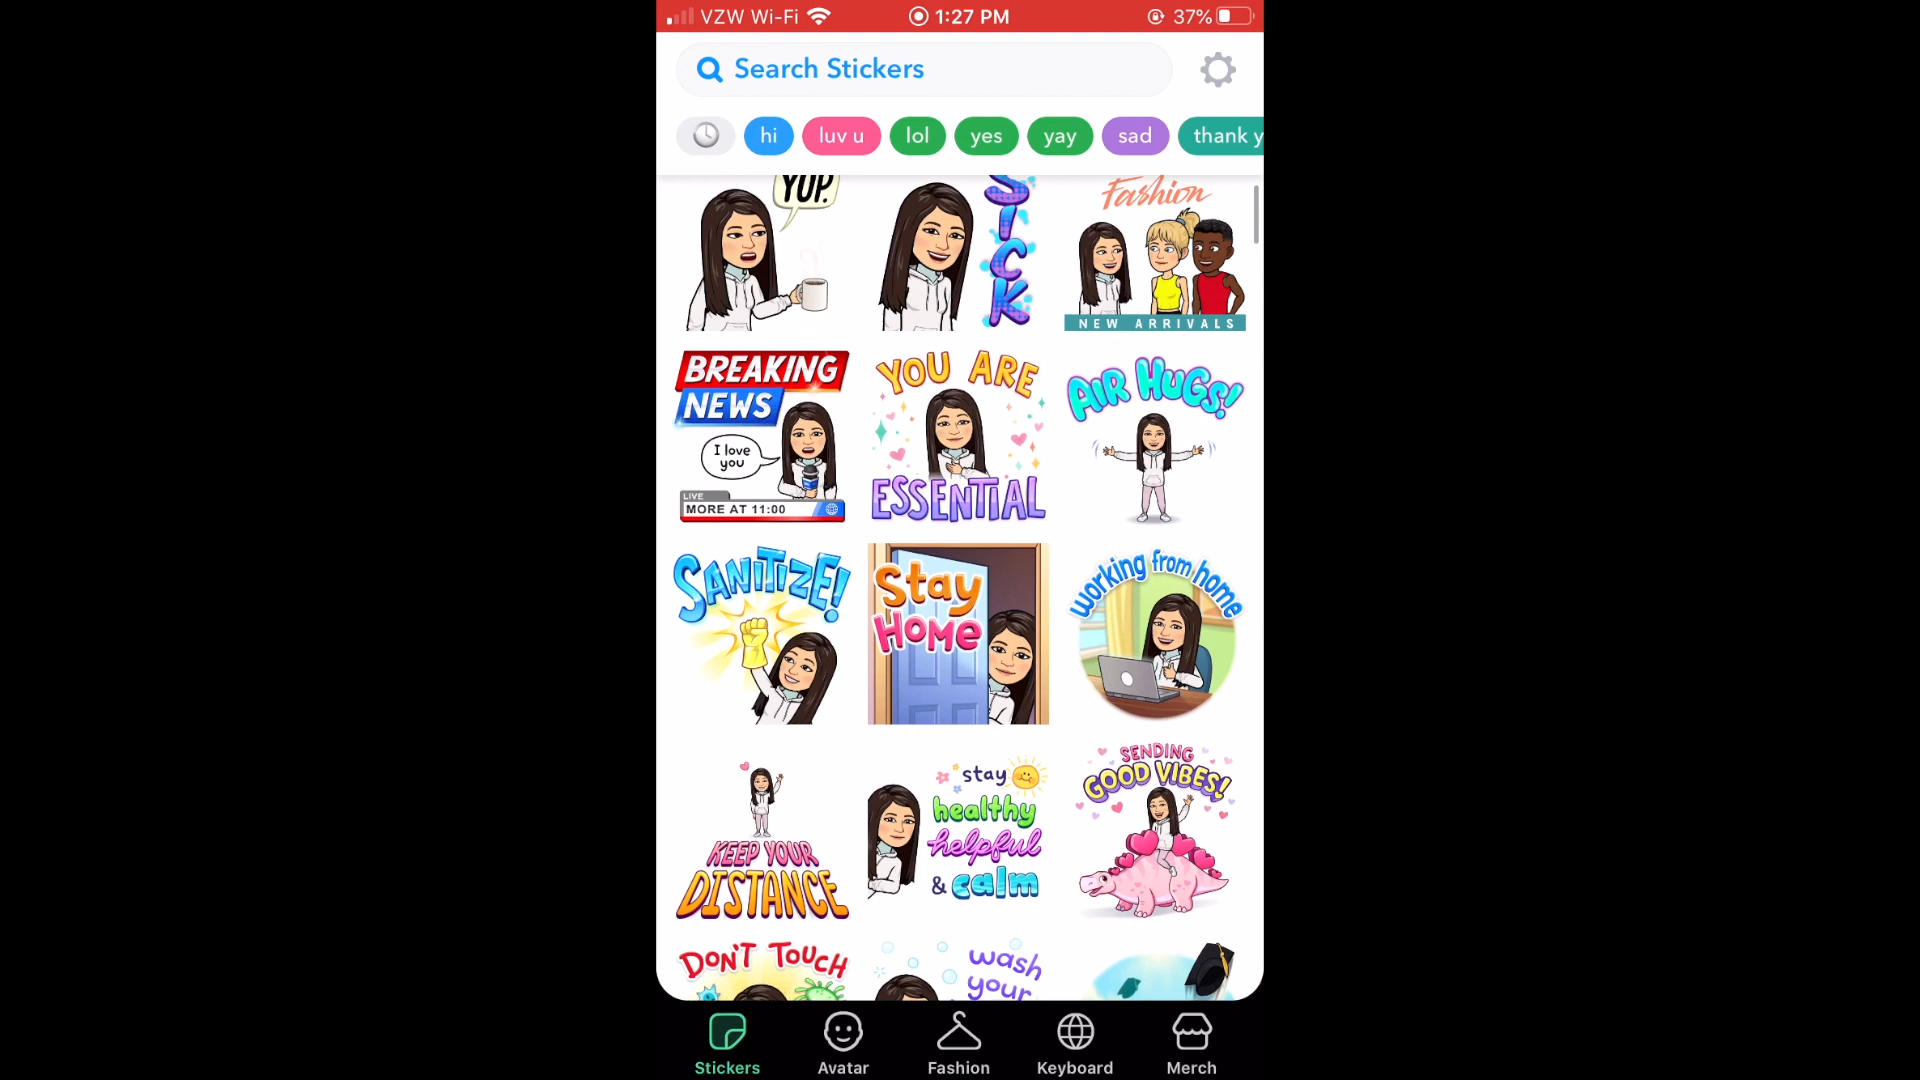 VZW Wi-Fi 1:27 PM 37%
Search Stickers
hi luv u lol yes yay sad thank y
YUP.
SICK
Fashion
NEW ARRIVALS
BREAKING
NEWS
I love
you
LIVE
MORE AT 11:00
YOU ARE
ESSENTIAL
AIR HUGS!
SANITIZE!
Stay
HOME
working from home
KEEP YOUR
DISTANCE
stay
healthy
helpful
& calm
SENDING
GOOD VIBES!
DON'T TOUCH
wash
your
Stickers Avatar Fashion Keyboard Merch